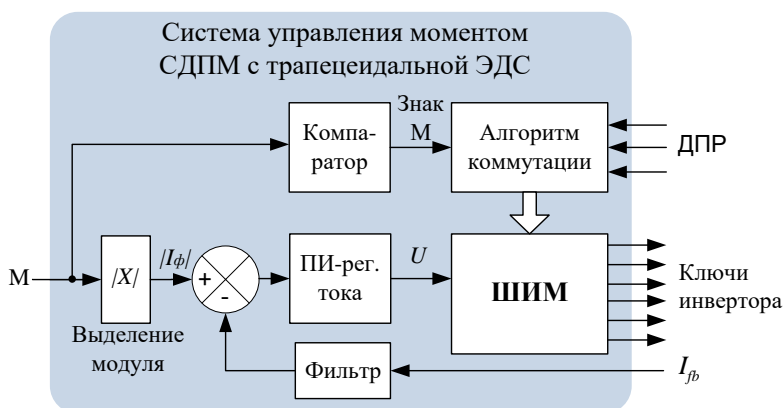 Система управления моментом
СДПМ с трапецеидальной ЭДС
Знак
М
Компа-
ратор
Алгоритм
коммутации
ДПР
М
|X|
|Iф|
+
-
ПИ-рег.
тока
U
ШИМ
Ключи
инвертора
Выделение
модуля
Фильтр
Ifb